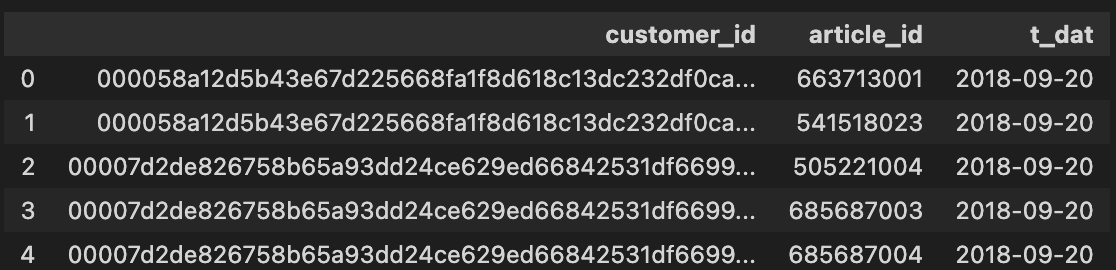 customer_id article_id t_dat
0 000058a12d5b43e67d225668fa1f8d618c13dc232df0ca... 663713001 2018-09-20
1 000058a12d5b43e67d225668fa1f8d618c13dc232df0ca... 541518023 2018-09-20
2 00007d2de826758b65a93dd24ce629ed66842531df6699... 505221004 2018-09-20
3 00007d2de826758b65a93dd24ce629ed66842531df6699... 685687003 2018-09-20
4 00007d2de826758b65a93dd24ce629ed66842531df6699... 685687004 2018-09-20